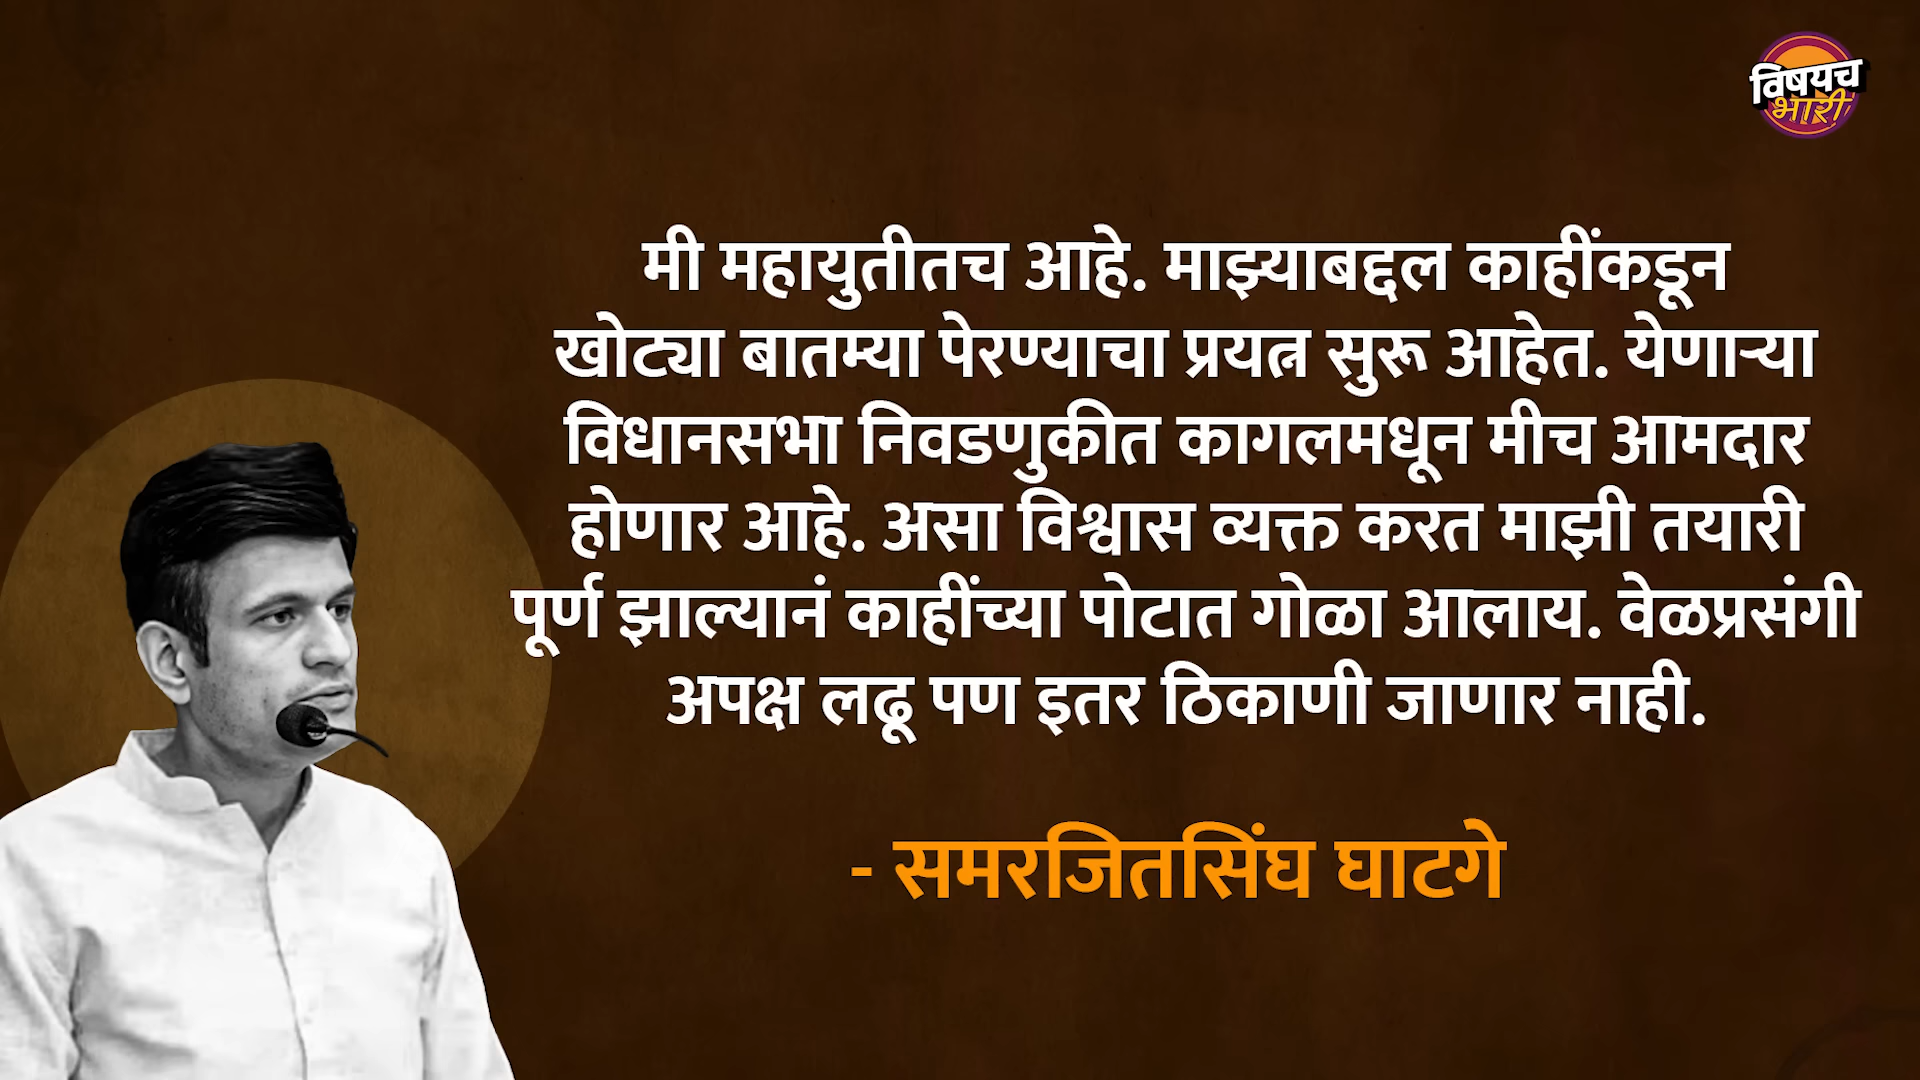 विषयच
भारी
मी महायुतीतच आहे. माझ्याबद्दल काहींकडून
खोट्या बातम्या पेरण्याचा प्रयत्न सुरू आहेत. येणाऱ्या
विधानसभा निवडणुकीत कागलमधून मीच आमदार
होणार आहे. असा विश्वास व्यक्त करत माझी तयारी
पूर्ण झाल्यानं काहींच्या पोटात गोळा आलाय. वेळप्रसंगी
अपक्ष लढू पण इतर ठिकाणी जाणार नाही.
- समरजितसिंघ घाटगे